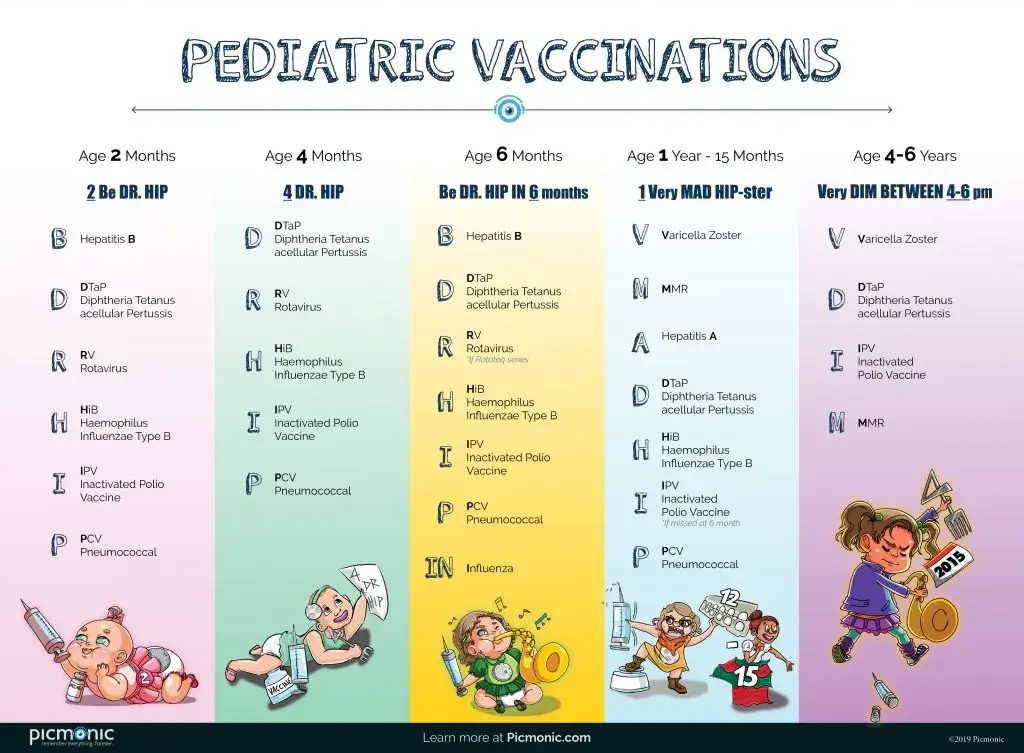 PEDIATRIC VACCINATIONS
Age 2 Months
2 Be DR. HIP
B
Hepatitis B
D
DTaP
Diphtheria Tetanus
acellular Pertussis
R
RV
Rotavirus
H
HiB
Haemophilus
Influenzae Type B
I
IPV
Inactivated Polio
Vaccine
P
PCV
Pneumococcal
2
Age 4 Months
4 DR. HIP
D
DTaP
Diphtheria Tetanus
acellular Pertussis
R
RV
Rotavirus
H
HiB
Haemophilus
Influenzae Type B
I
IPV
Inactivated Polio
Vaccine
P
PCV
Pneumococcal
4
DR
HIP
VACCINE
Age 6 Months
Be DR. HIP IN 6 months
B
Hepatitis B
D
DTaP
Diphtheria Tetanus
acellular Pertussis
R
RV
Rotavirus
*If Rotateq series
H
HiB
Haemophilus
Influenzae Type B
I
IPV
Inactivated Polio
Vaccine
P
PCV
Pneumococcal
IN
Influenza
Age 1 Year - 15 Months
1 Very MAD HIP-ster
V
Varicella Zoster
M
MMR
A
Hepatitis A
D
DTaP
Diphtheria Tetanus
acellular Pertussis
H
HiB
Haemophilus
Influenzae Type B
I
IPV
Inactivated
Polio Vaccine
*If missed at 6 month
P
PCV
Pneumococcal
12
15
Age 4-6 Years
Very DIM BETWEEN 4-6 pm
V
Varicella Zoster
D
DTaP
Diphtheria Tetanus
acellular Pertussis
I
IPV
Inactivated
Polio Vaccine
M
MMR
2015
picmonic
remember everything. forever.
Learn more at Picmonic.com
©2019 Picmonic